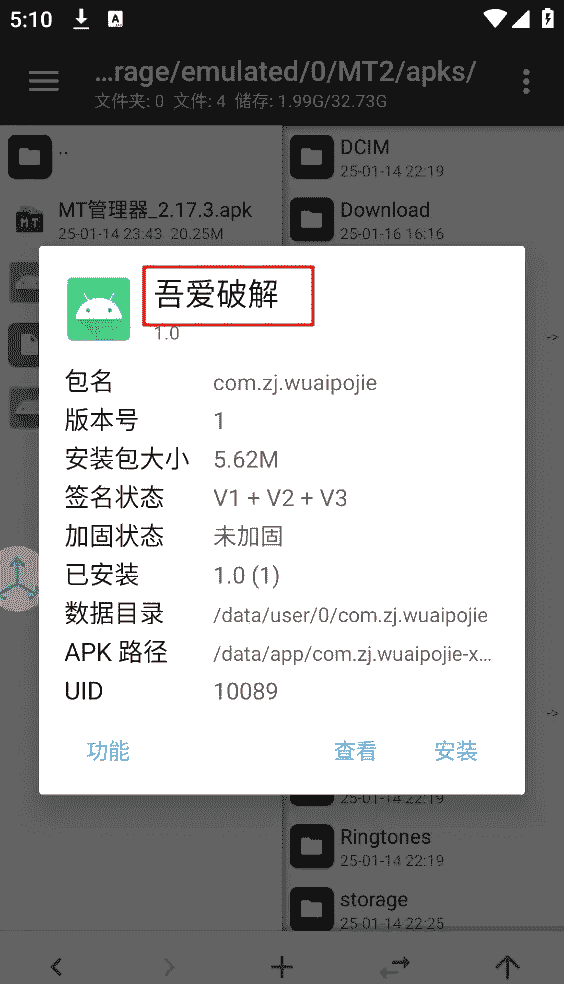 5:10
A
...rage/emulated/0/MT2/apks/
文件夹: 0 文件: 4 储存: 1.99G/32.73G
..
MT管理器_2.17.3.apk
25-01-14 23:43 20.25M
DCIM
25-01-14 22:19
Download
25-01-16 16:16
吾爱破解
1.0
包名 com.zj.wuaipojie
版本号 1
安装包大小 5.62M
签名状态 V1 + V2 + V3
加固状态 未加固
已安装 1.0 (1)
数据目录 /data/user/0/com.zj.wuaipojie
APK 路径 /data/app/com.zj.wuaipojie-x...
UID 10089
功能 查看 安装
25-01-14 22:19
Ringtones
25-01-14 22:19
storage
25-01-14 22:25